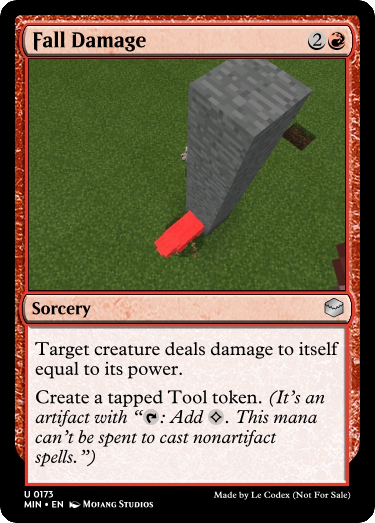 Fall Damage 2
Sorcery
Target creature deals damage to itself
equal to its power.
Create a tapped Tool token. (It's an
artifact with “: Add . This mana
can't be spent to cast nonartifact
spells.”)
U 0173
MIN • EN Mojang Studios
Made by Le Codex (Not For Sale)